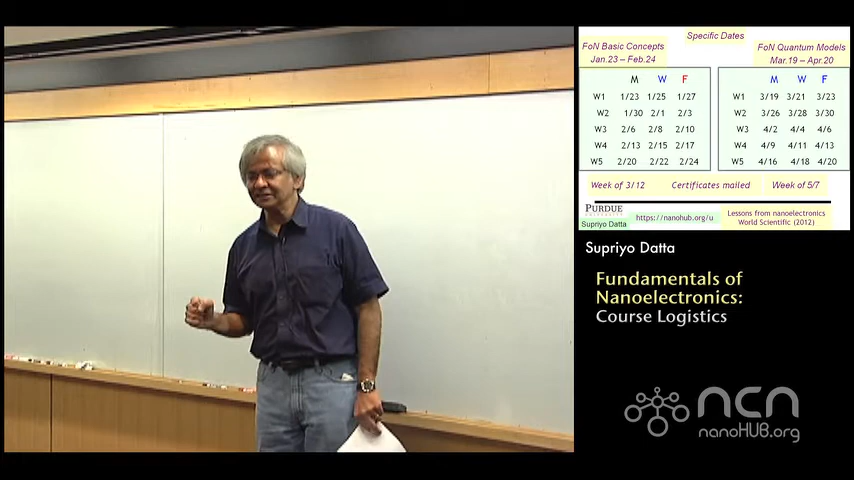 Specific Dates
FoN Basic Concepts
Jan.23 – Feb.24
FoN Quantum Models
Mar.19 – Apr.20
M W F
W1 1/23 1/25 1/27
W2 1/30 2/1 2/3
W3 2/6 2/8 2/10
W4 2/13 2/15 2/17
W5 2/20 2/22 2/24
M W F
W1 3/19 3/21 3/23
W2 3/26 3/28 3/30
W3 4/2 4/4 4/6
W4 4/9 4/11 4/13
W5 4/16 4/18 4/20
Week of 3/12 Certificates mailed Week of 5/7
PURDUE
UNIVERSITY
Supriyo Datta
https://nanohub.org/u
Lessons from nanoelectronics
World Scientific (2012)
Supriyo Datta
Fundamentals of
Nanoelectronics:
Course Logistics
ncn
nanoHUB.org